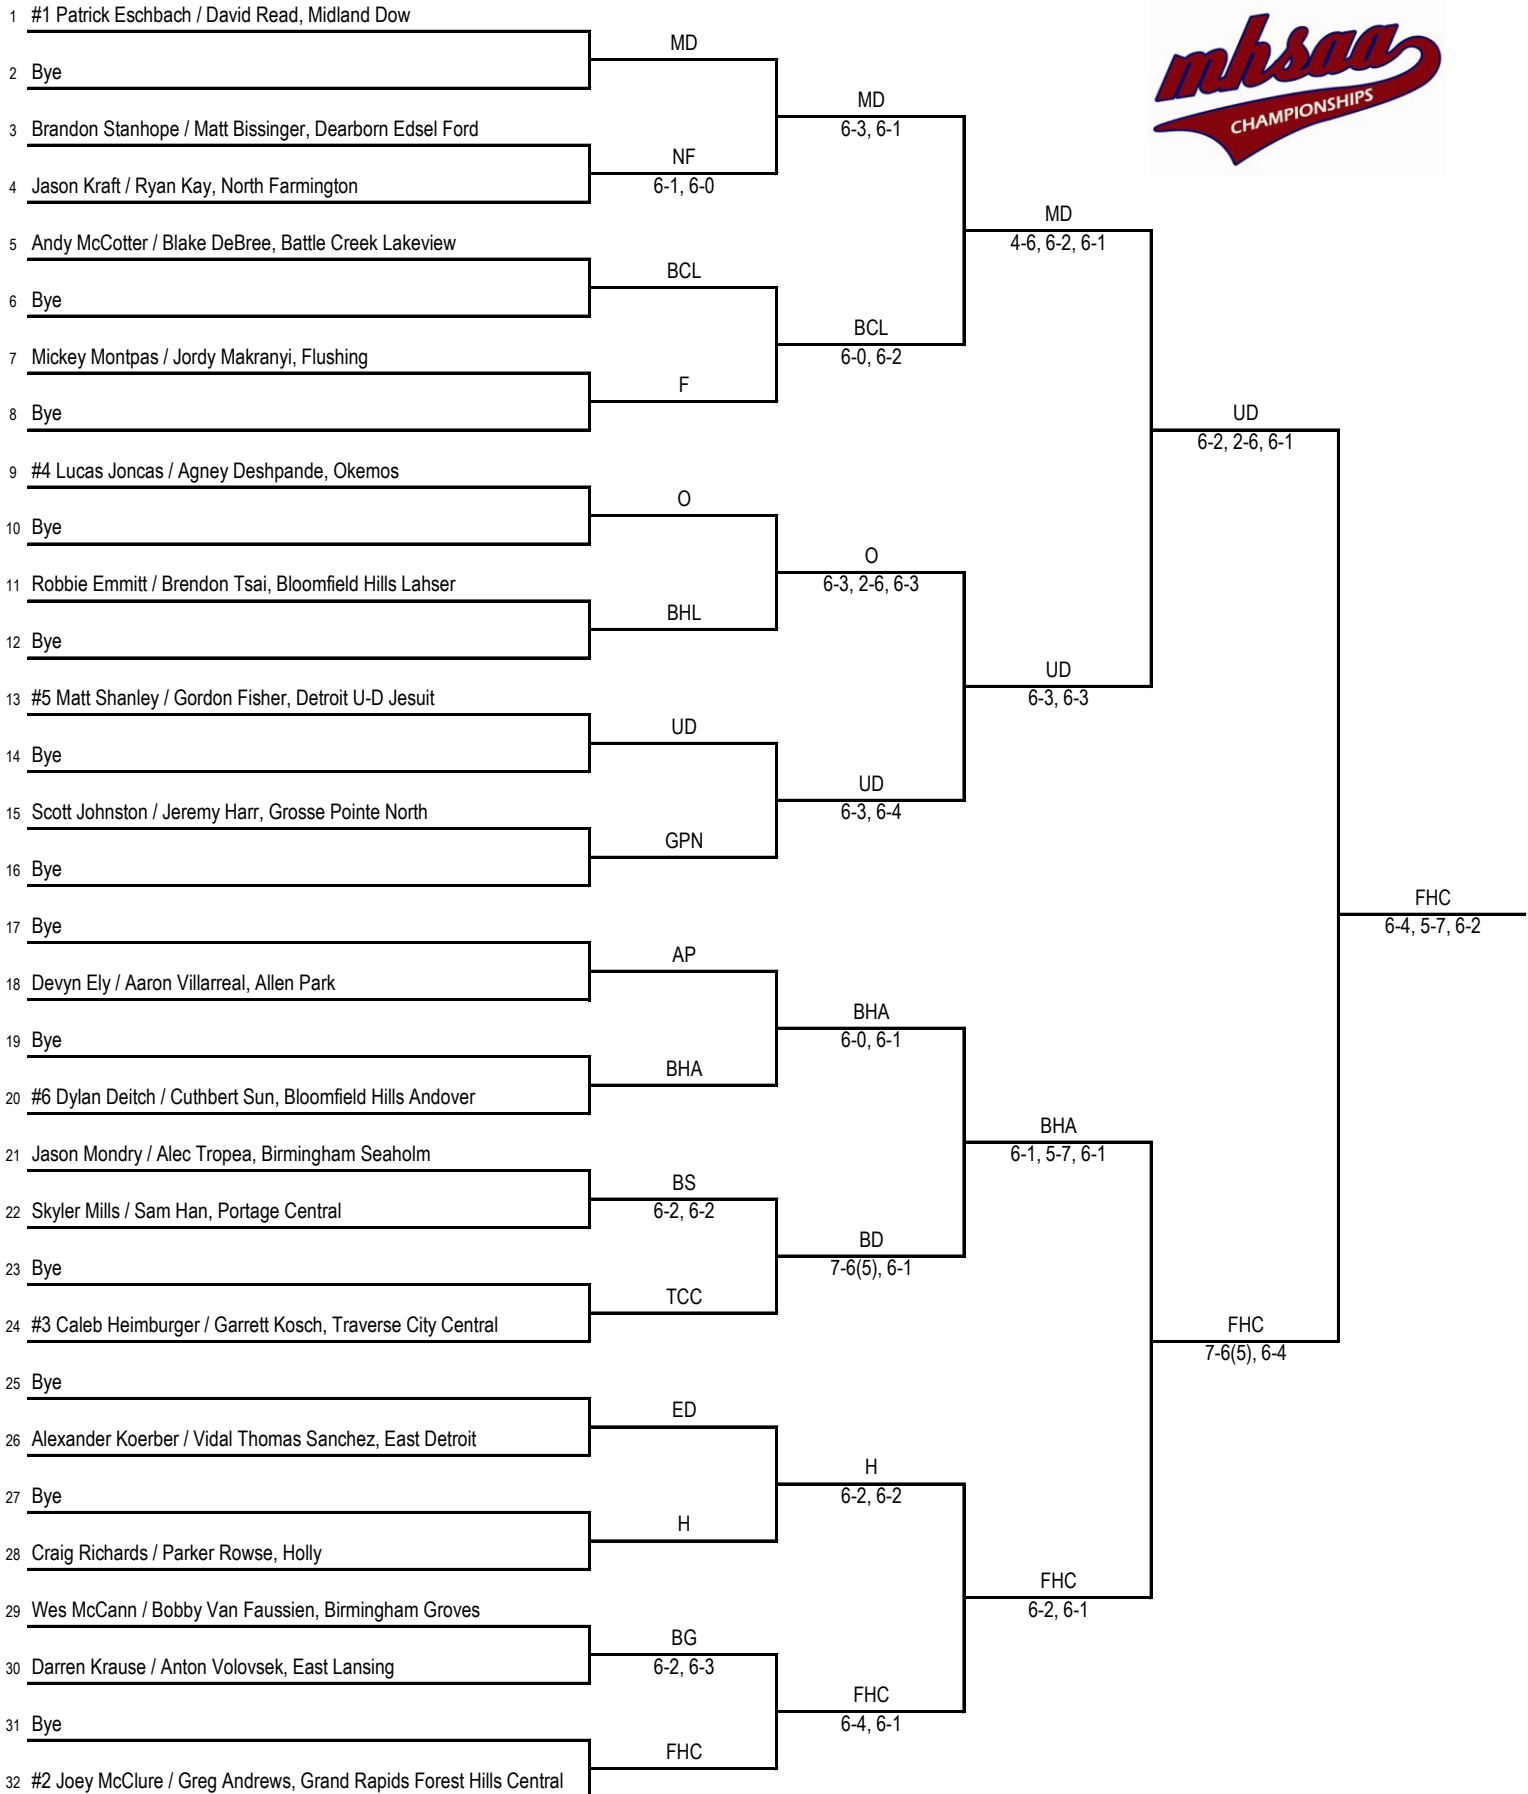 1 #1 Patrick Eschbach / David Read, Midland Dow
2 Bye
3 Brandon Stanhope / Matt Bissinger, Dearborn Edsel Ford
4 Jason Kraft / Ryan Kay, North Farmington
5 Andy McCotter / Blake DeBree, Battle Creek Lakeview
6 Bye
7 Mickey Montpas / Jordy Makranyi, Flushing
8 Bye
9 #4 Lucas Joncas / Agney Deshpande, Okemos
10 Bye
11 Robbie Emmitt / Brendon Tsai, Bloomfield Hills Lahser
12 Bye
13 #5 Matt Shanley / Gordon Fisher, Detroit U-D Jesuit
14 Bye
15 Scott Johnston / Jeremy Harr, Grosse Pointe North
16 Bye
17 Bye
18 Devyn Ely / Aaron Villarreal, Allen Park
19 Bye
20 #6 Dylan Deitch / Cuthbert Sun, Bloomfield Hills Andover
21 Jason Mondry / Alec Tropea, Birmingham Seaholm
22 Skyler Mills / Sam Han, Portage Central
23 Bye
24 #3 Caleb Heimburger / Garrett Kosch, Traverse City Central
25 Bye
26 Alexander Koerber / Vidal Thomas Sanchez, East Detroit
27 Bye
28 Craig Richards / Parker Rowse, Holly
29 Wes McCann / Bobby Van Faussien, Birmingham Groves
30 Darren Krause / Anton Volovsek, East Lansing
31 Bye
32 #2 Joey McClure / Greg Andrews, Grand Rapids Forest Hills Central
MD
NF
6-1, 6-0
BCL
F
O
BHL
UD
GPN
AP
BHA
BS
6-2, 6-2
TCC
ED
H
BG
6-2, 6-3
FHC
MD
6-3, 6-1
BCL
6-0, 6-2
O
6-3, 2-6, 6-3
UD
6-3, 6-4
BHA
6-0, 6-1
BD
7-6(5), 6-1
H
6-2, 6-2
FHC
6-4, 6-1
MD
4-6, 6-2, 6-1
UD
6-3, 6-3
BHA
6-1, 5-7, 6-1
FHC
6-2, 6-1
UD
6-2, 2-6, 6-1
FHC
7-6(5), 6-4
FHC
6-4, 5-7, 6-2
mhsaa
CHAMPIONSHIPS